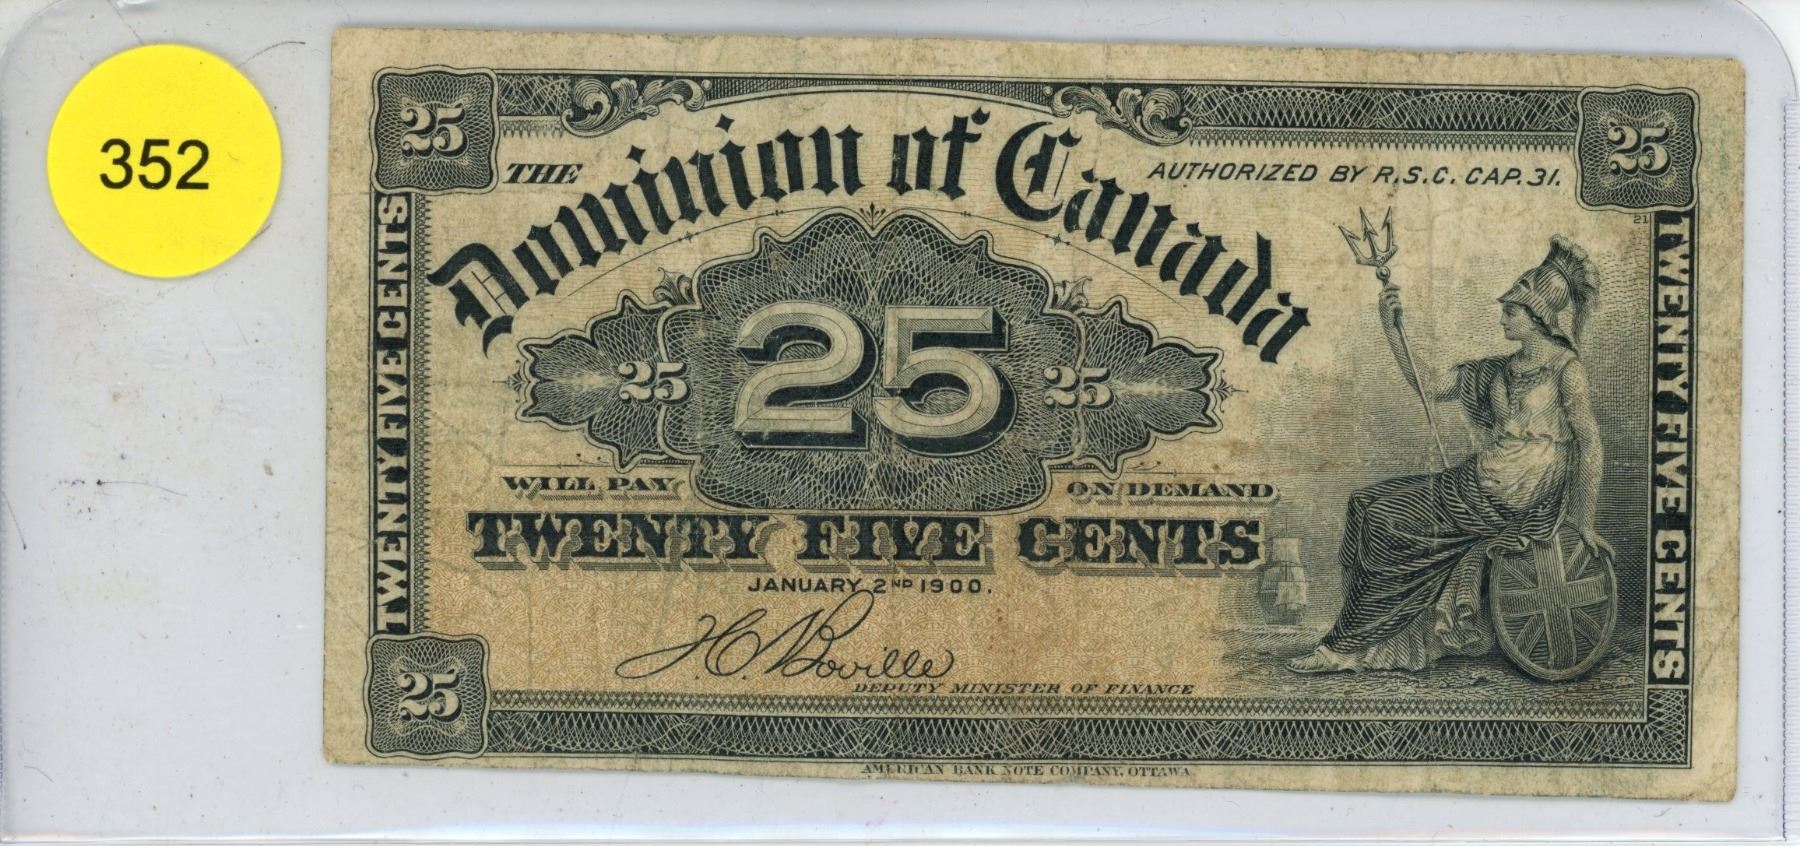 352
25
25
THE
Dominion of Canada
AUTHORIZED BY R.S.C. CAP. 31.
21
TWENTY FIVE CENTS
TWENTY FIVE CENTS
25
25
25
WILL PAY
ON DEMAND
TWENTY FIVE CENTS
JANUARY 2ND 1900.
H.C. Boville
DEPUTY MINISTER OF FINANCE
25
AMERICAN BANK NOTE COMPANY, OTTAWA